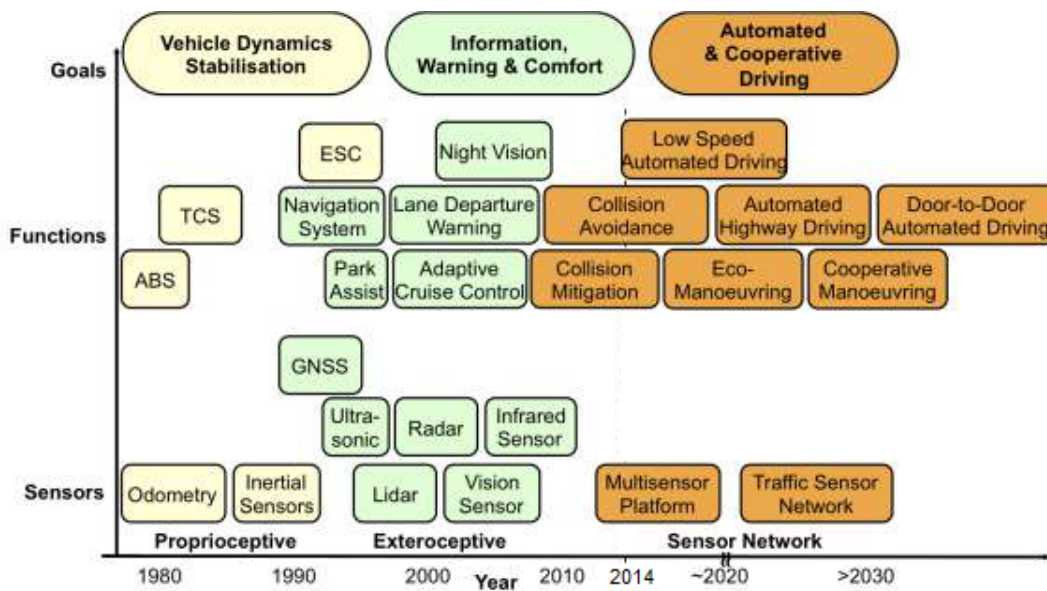 Goals
Vehicle Dynamics
Stabilisation
Information,
Warning & Comfort
Automated
& Cooperative
Driving
Functions
ESC
Night Vision
Low Speed
Automated Driving
TCS
Navigation
System
Lane Departure
Warning
Collision
Avoidance
Automated
Highway Driving
Door-to-Door
Automated Driving
ABS
Park
Assist
Adaptive
Cruise Control
Collision
Mitigation
Eco-
Manoeuvring
Cooperative
Manoeuvring
GNSS
Ultra-
sonic
Radar
Infrared
Sensor
Sensors
Odometry
Inertial
Sensors
Lidar
Vision
Sensor
Multisensor
Platform
Traffic Sensor
Network
Proprioceptive
Exteroceptive
Sensor Network
1980
1990
2000
2010
2014
~2020
>2030
Year